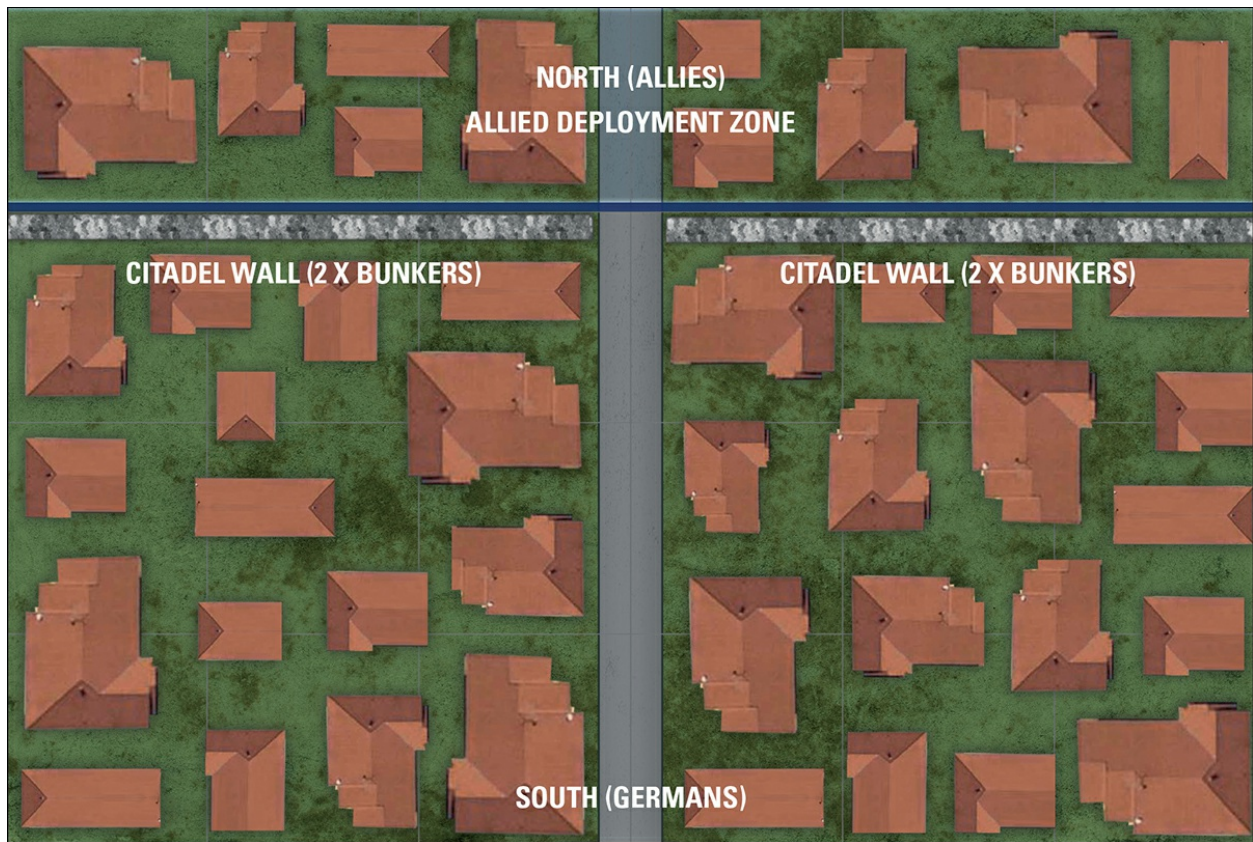 NORTH (ALLIES)
ALLIED DEPLOYMENT ZONE
CITADEL WALL (2 X BUNKERS)
CITADEL WALL (2 X BUNKERS)
SOUTH (GERMANS)